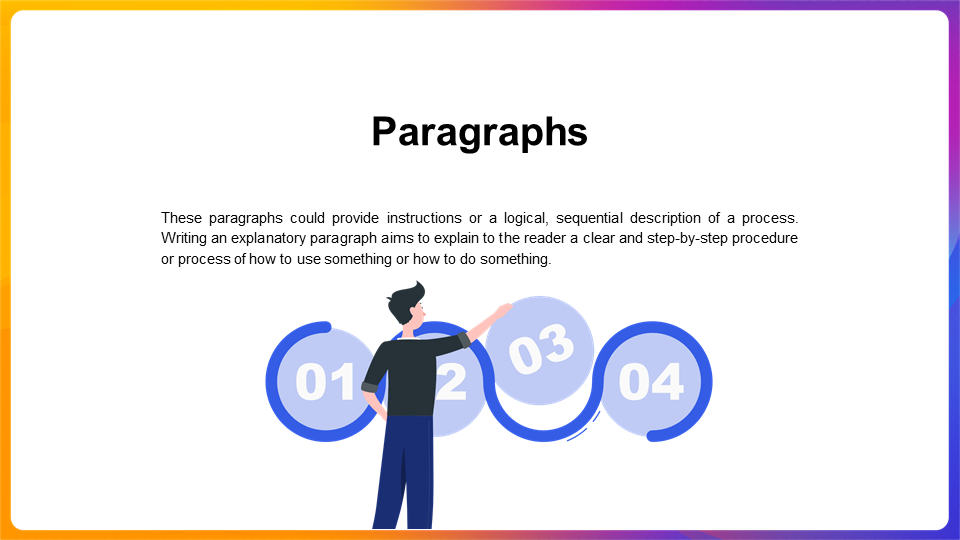 Paragraphs
These paragraphs could provide instructions or a logical, sequential description of a process.
Writing an explanatory paragraph aims to explain to the reader a clear and step-by-step procedure
or process of how to use something or how to do something.
01 2 03 04